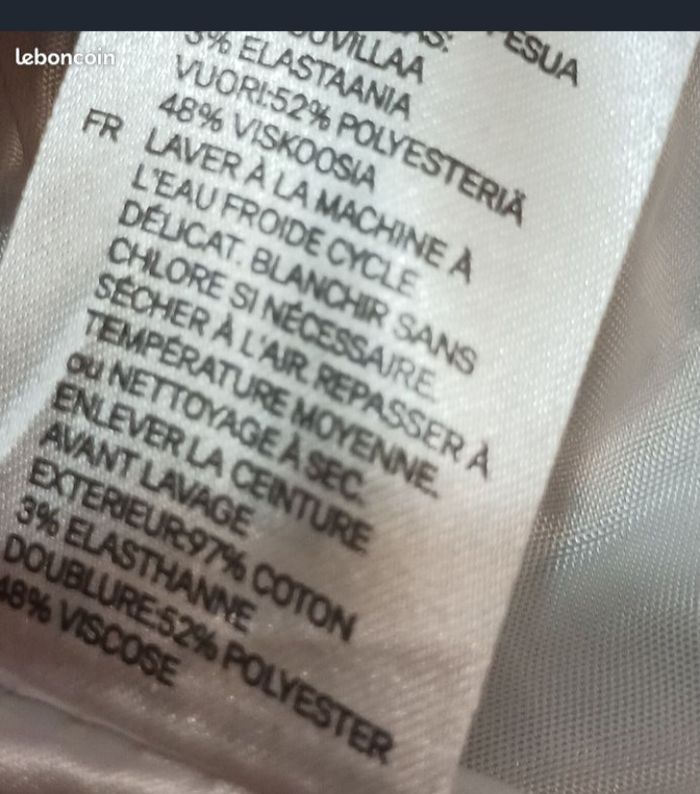 leboncoin
ESUA
3% ELASTAANIA
VUORI:52% POLYESTERIÄ
48% VISKOOSIA
FR LAVER À LA MACHINE À
L'EAU FROIDE CYCLE
DÉLICAT. BLANCHIR SANS
CHLORE SI NÉCESSAIRE.
SÉCHER À L'AIR. REPASSER À
TEMPÉRATURE MOYENNE.
ou NETTOYAGE À SEC.
ENLEVER LA CEINTURE
AVANT LAVAGE
EXTERIEUR:97% COTON
3% ELASTHANNE
DOUBLURE:52% POLYESTER
48% VISCOSE